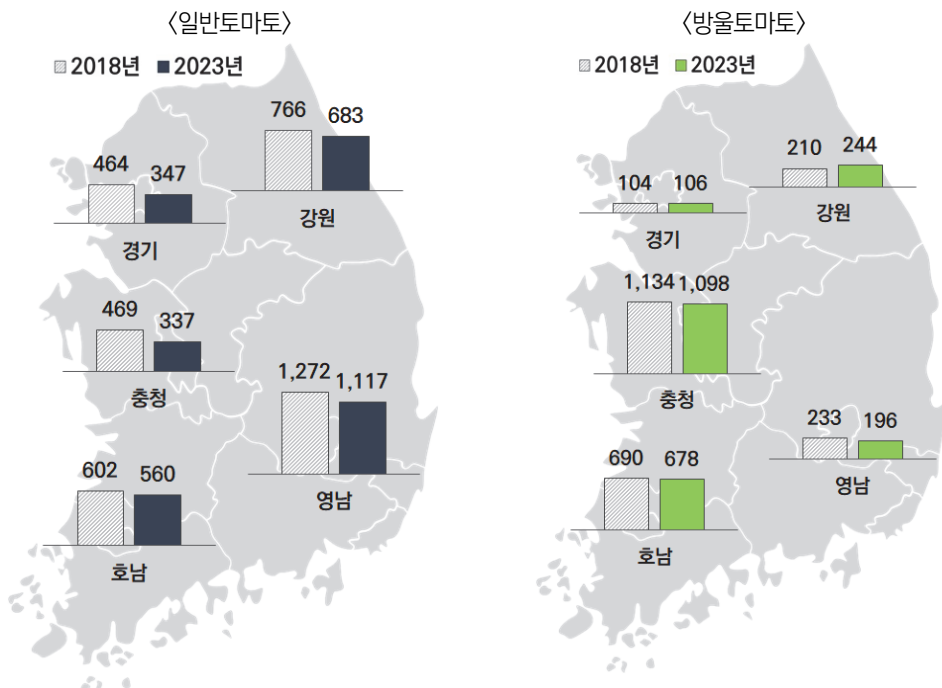 〈일반토마토〉
2018년 2023년
766 683
464 347
강원
경기
469 337
1,272 1,117
충청
602 560
영남
호남
〈방울토마토〉
2018년 2023년
210 244
104 106
강원
경기
1,134 1,098
충청
233 196
690 678
영남
호남